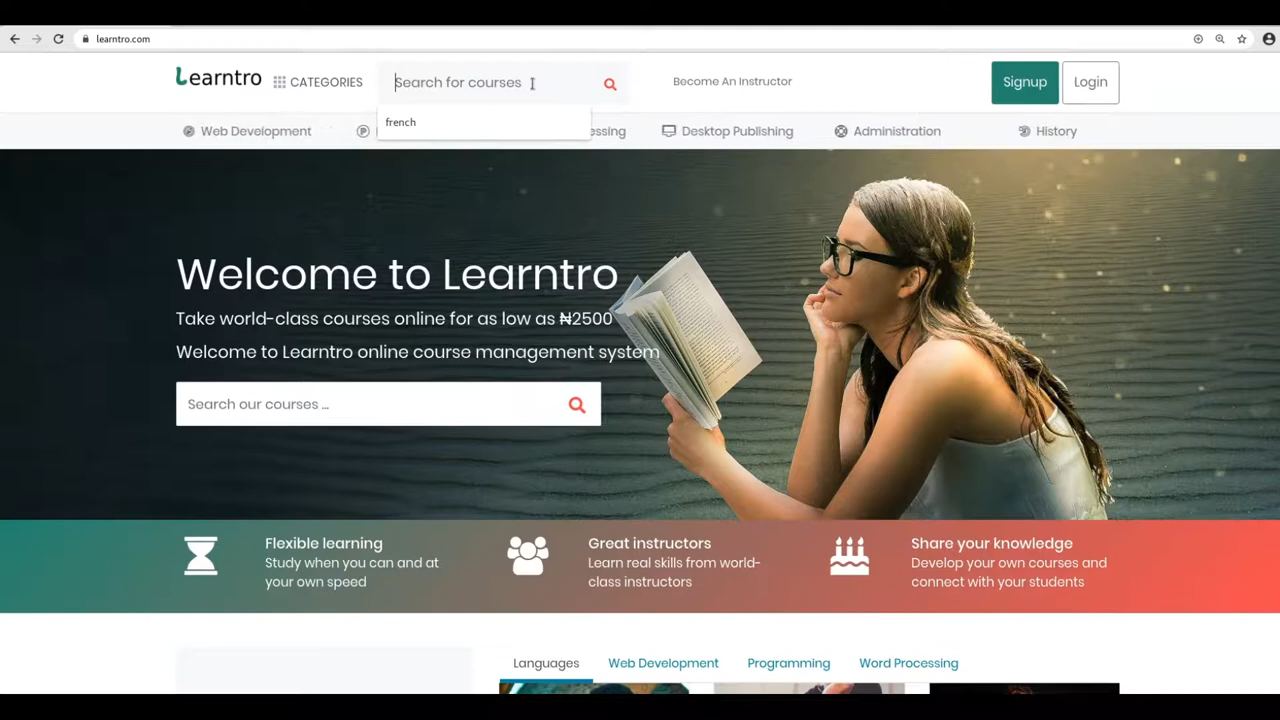 learntro.com
Learntro
CATEGORIES
Search for courses
Become An Instructor
Signup
Login
french
Web Development
Desktop Publishing
Administration
History
Welcome to Learntro
Take world-class courses online for as low as ₦2500
Welcome to Learntro online course management system
Search our courses ...
Flexible learning
Study when you can and at
your own speed
Great instructors
Learn real skills from world-
class instructors
Share your knowledge
Develop your own courses and
connect with your students
Languages
Web Development
Programming
Word Processing